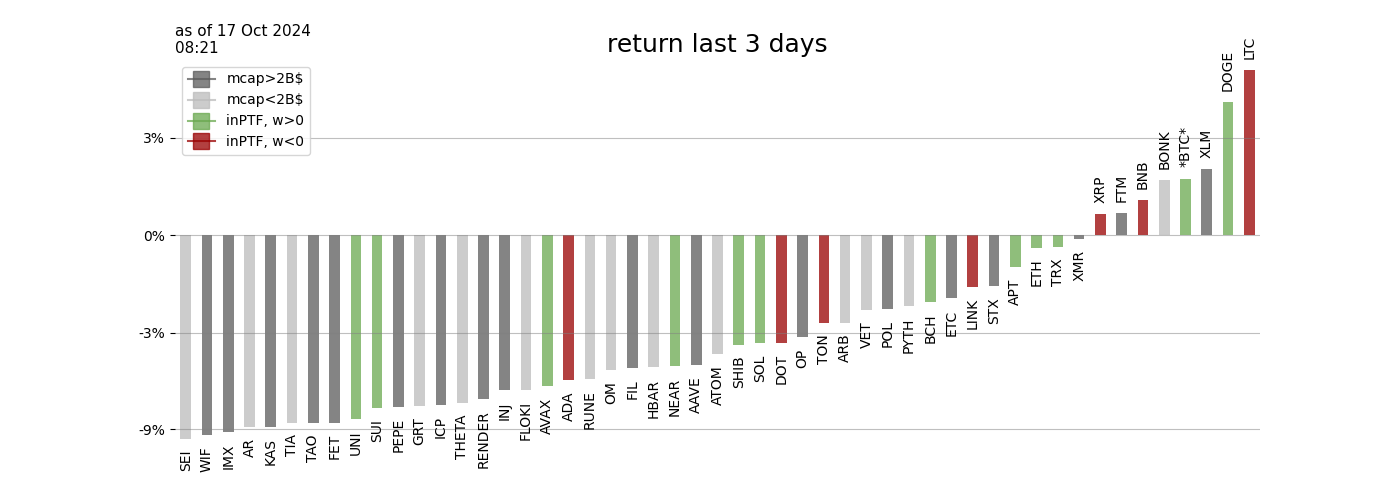 as of 17 Oct 2024
08:21
return last 3 days
mcap>2B$
mcap<2B$
inPTF, w>0
inPTF, w<0
3%
0%
-3%
-9%
SEI
WIF
IMX
AR
KAS
TIA
TAO
FET
UNI
SUI
PEPE
GRT
ICP
THETA
RENDER
INJ
FLOKI
AVAX
ADA
RUNE
OM
FIL
HBAR
NEAR
AAVE
ATOM
SHIB
SOL
DOT
OP
TON
ARB
VET
POL
PYTH
BCH
ETC
LINK
STX
APT
ETH
TRX
XMR
XRP
FTM
BNB
BONK
*BTC*
XLM
DOGE
LTC